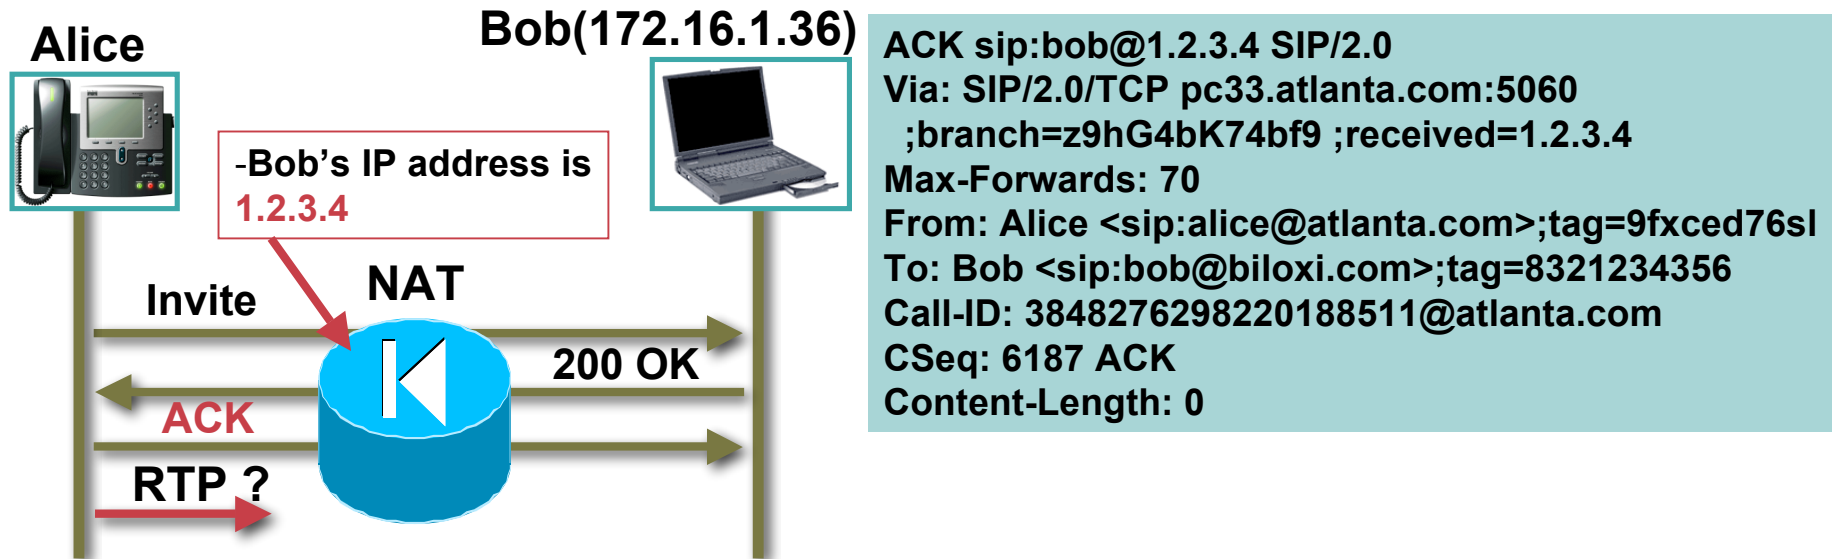 Alice
Bob(172.16.1.36)
-Bob's IP address is
1.2.3.4
NAT
Invite
200 OK
ACK
RTP ?
ACK sip:bob@1.2.3.4 SIP/2.0
Via: SIP/2.0/TCP pc33.atlanta.com:5060
;branch=z9hG4bK74bf9 ;received=1.2.3.4
Max-Forwards: 70
From: Alice <sip:alice@atlanta.com>;tag=9fxced76sl
To: Bob <sip:bob@biloxi.com>;tag=8321234356
Call-ID: 3848276298220188511@atlanta.com
CSeq: 6187 ACK
Content-Length: 0